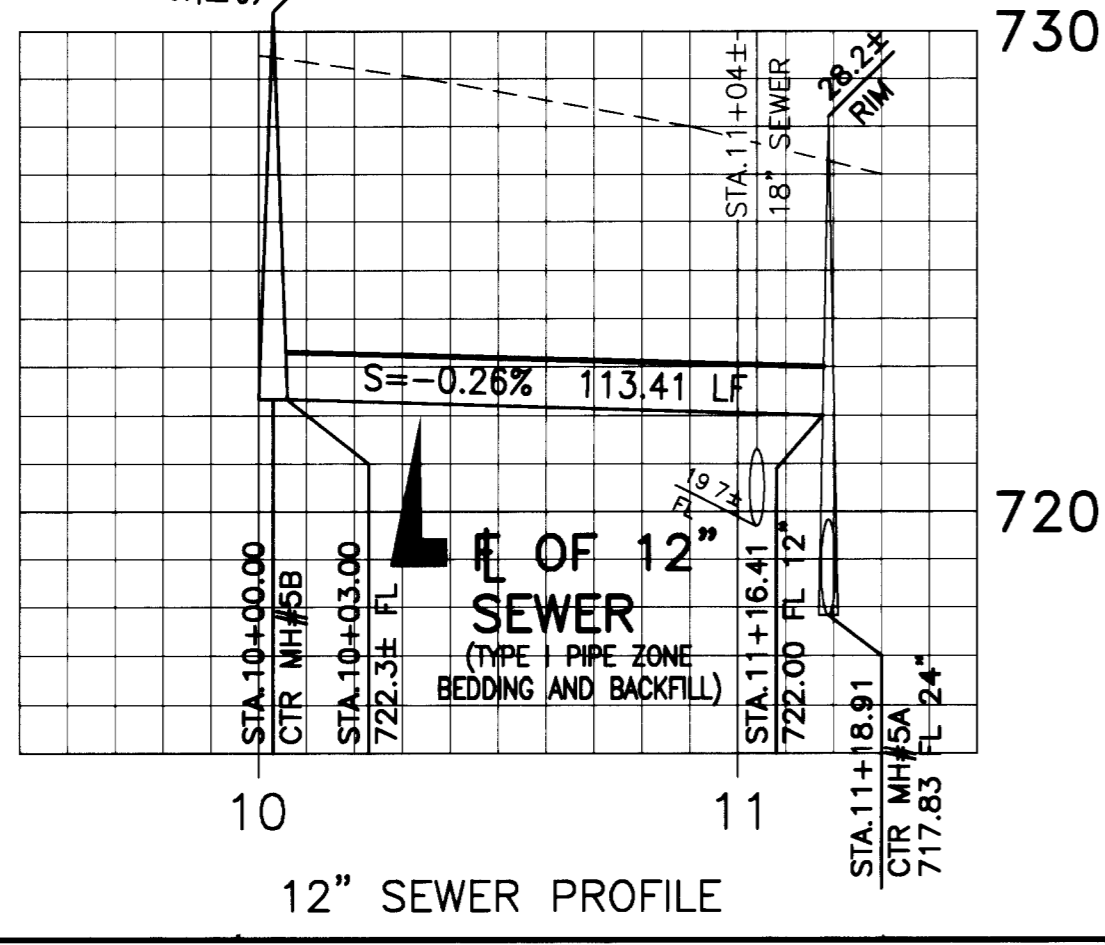 730
28.2±
RIM
STA.11+04±
18" SEWER
S=-0.26% 113.41 LF
19.7±
FL
720
FL OF 12"
SEWER
(TYPE I PIPE ZONE
BEDDING AND BACKFILL)
STA.10+00.00
CTR MH#5B
STA.10+03.00
722.3± FL
STA.11+16.41
722.00 FL 12"
STA.11+18.91
CTR MH#5A
717.83 FL 24"
10
11
12" SEWER PROFILE